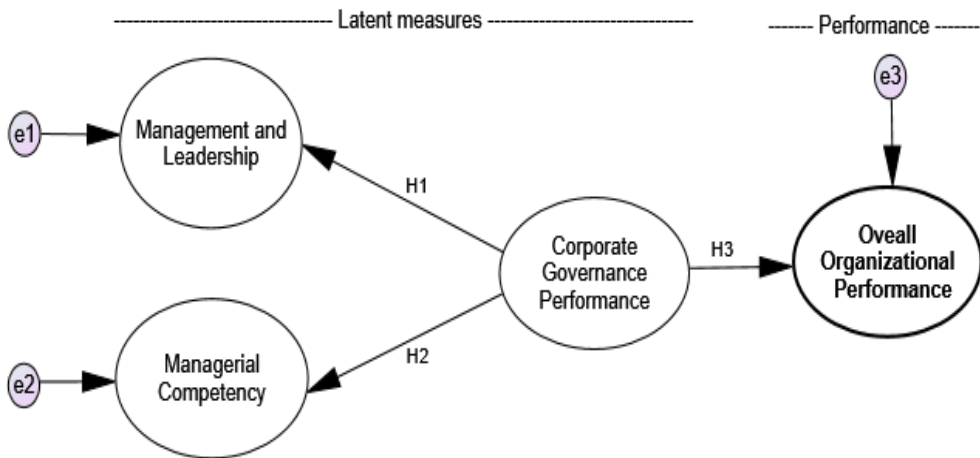 ---------------------------- Latent measures ---------------------------
------ Performance ------
e1
Management and
Leadership
H1
e3
Corporate
Governance
Performance
H3
Oveall
Organizational
Performance
H2
e2
Managerial
Competency